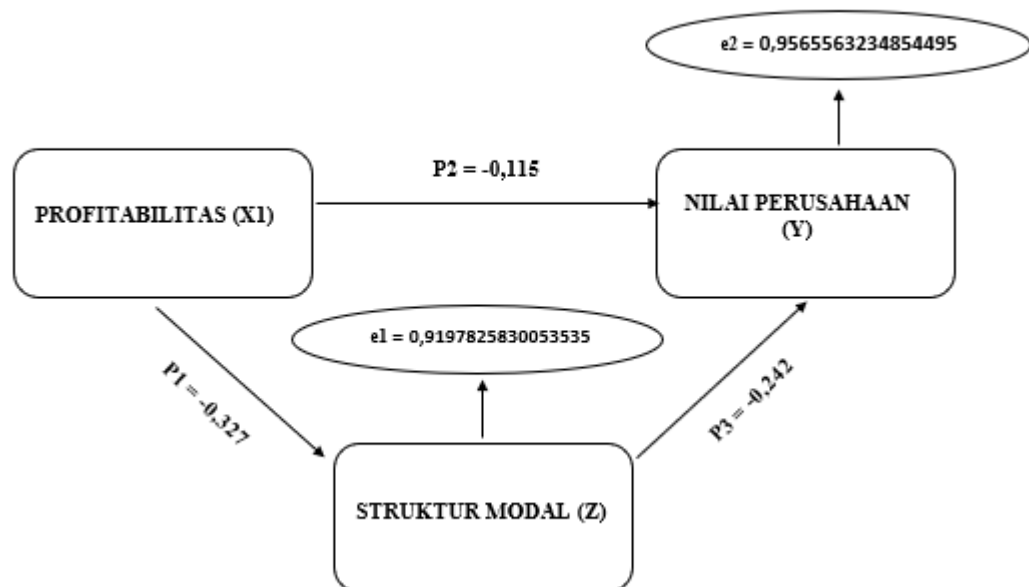 e2 = 0,9565563234854495
P2 = -0,115
PROFITABILITAS (X1)
NILAI PERUSAHAAN
(Y)
e1 = 0,9197825830053535
P1 = -0,327
P3 = -0,242
STRUKTUR MODAL (Z)